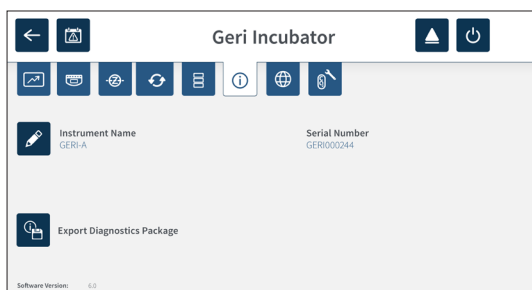 Geri Incubator
Instrument Name
GERI-A
Serial Number
GERI000244
Export Diagnostics Package
Software Version: 6.0